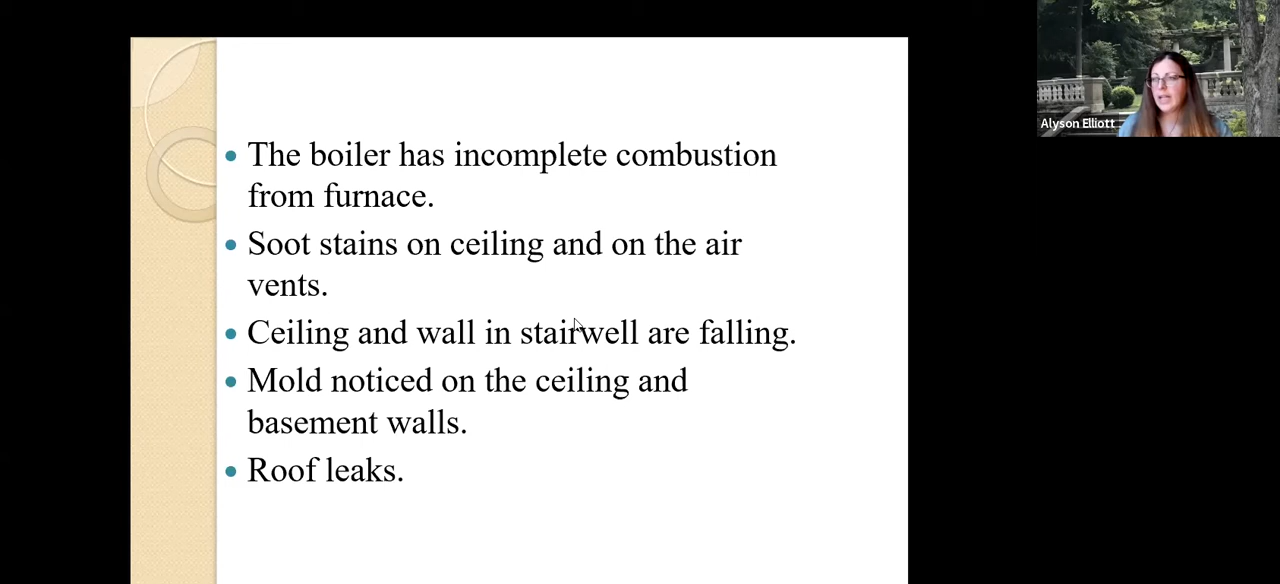 The boiler has incomplete combustion
from furnace.
Soot stains on ceiling and on the air
vents.
Ceiling and wall in stairwell are falling.
Mold noticed on the ceiling and
basement walls.
Roof leaks.
Alyson Elliott